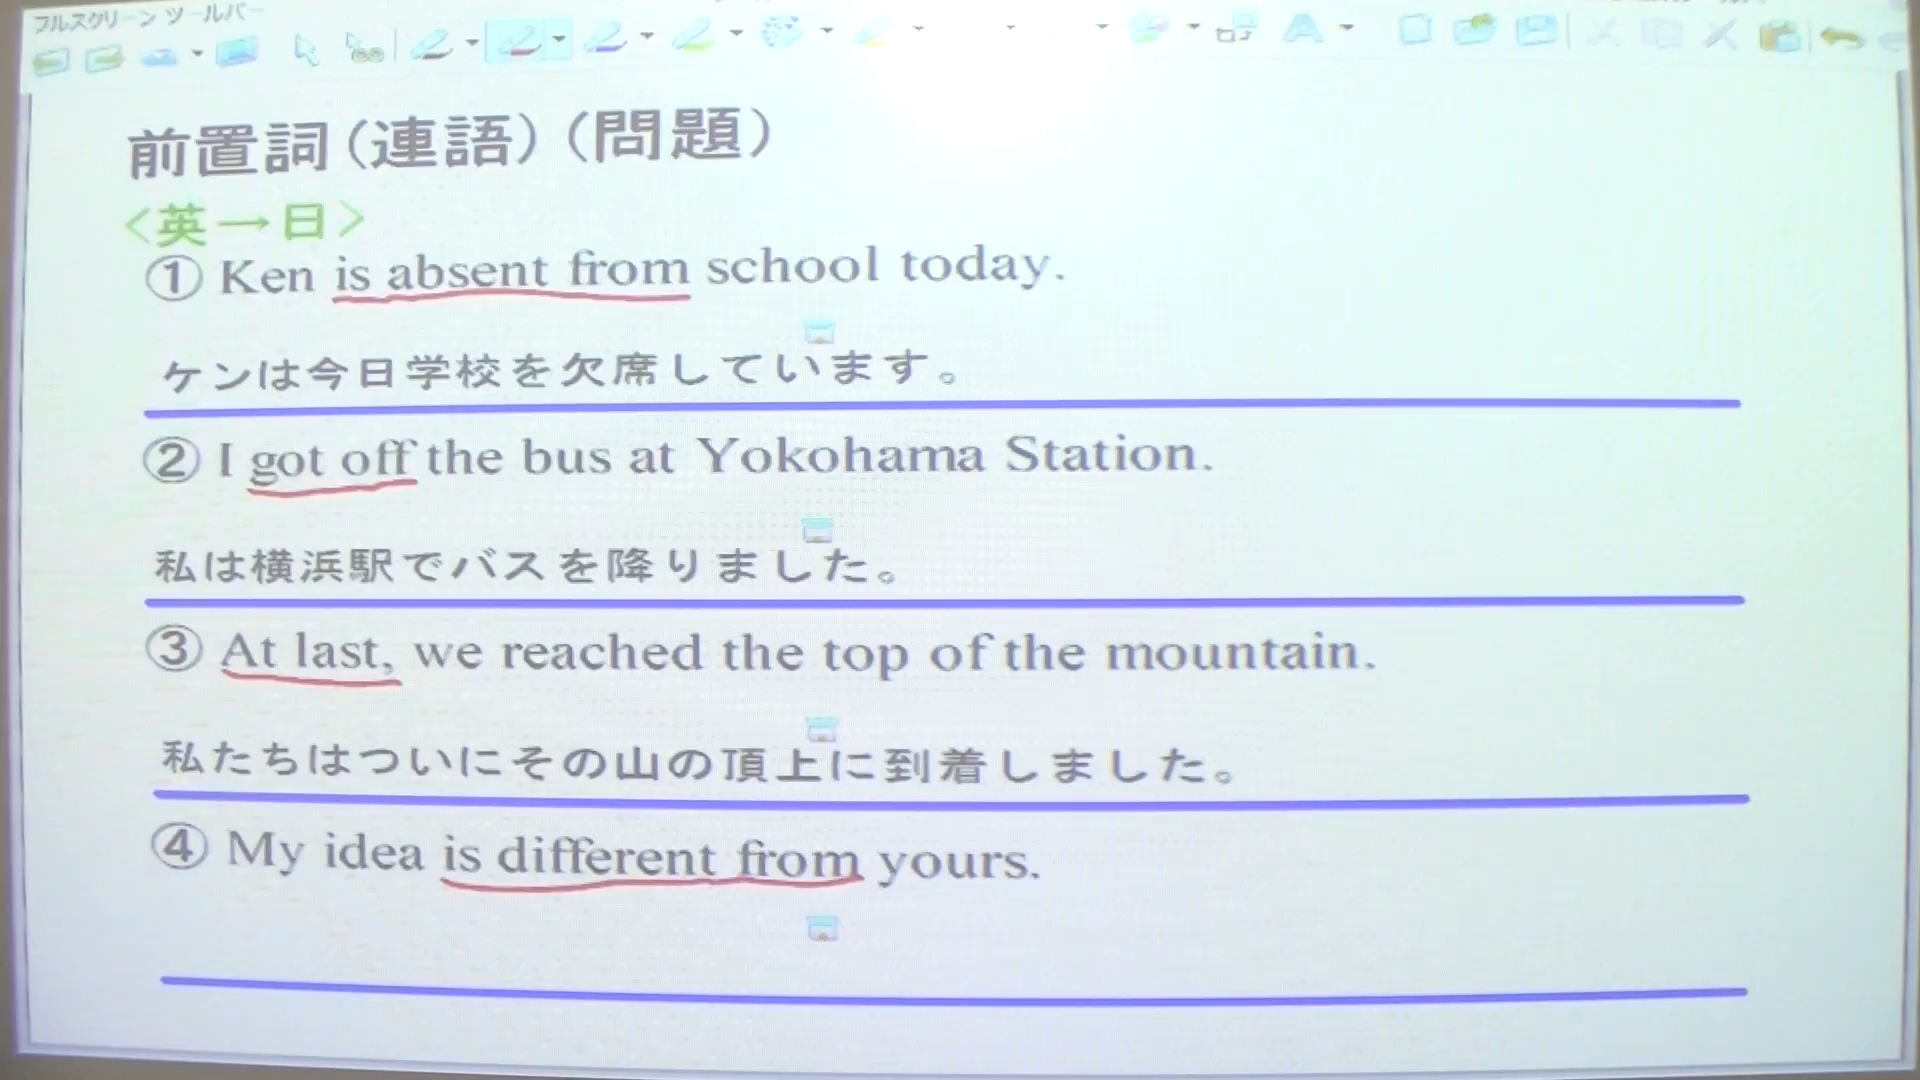 フルスクリーン ツールバー
前置詞(連語)(問題)
<英→日>
① Ken is absent from school today.
ケンは今日学校を欠席しています。
② I got off the bus at Yokohama Station.
私は横浜駅でバスを降りました。
③ At last, we reached the top of the mountain.
私たちはついにその山の頂上に到着しました。
④ My idea is different from yours.